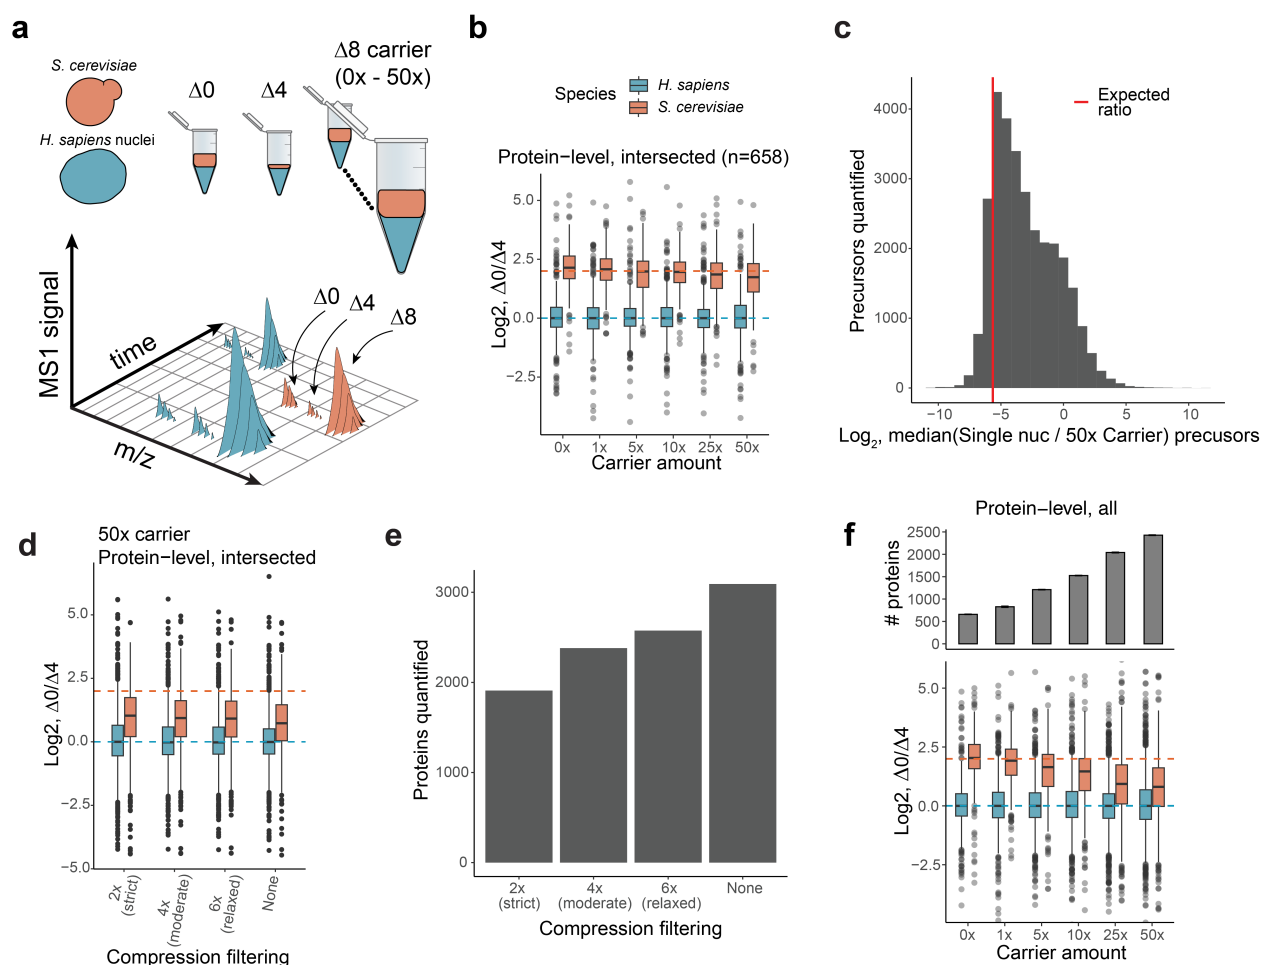 a
S. cerevisiae
H. sapiens nuclei
Δ0
Δ4
Δ8 carrier
(0x - 50x)
MS1 signal
time
m/z
Δ0
Δ4
Δ8
b
Species
H. sapiens
S. cerevisiae
Protein−level, intersected (n=658)
Log2, Δ0/Δ4
5.0
2.5
0.0
−2.5
0x
1x
5x
10x
25x
50x
Carrier amount
c
Expected
ratio
Precursors quantified
4000
3000
2000
1000
0
−10
−5
0
5
10
Log2, median(Single nuc / 50x Carrier) precusors
d
50x carrier
Protein−level, intersected
Log2, Δ0/Δ4
5.0
2.5
0.0
−2.5
−5.0
2x
(strict)
4x
(moderate)
6x
(relaxed)
None
Compression filtering
e
Proteins quantified
3000
2000
1000
0
2x
(strict)
4x
(moderate)
6x
(relaxed)
None
Compression filtering
f
Protein−level, all
# proteins
2500
2000
1500
1000
500
0
Log2, Δ0/Δ4
5.0
2.5
0.0
−2.5
0x
1x
5x
10x
25x
50x
Carrier amount